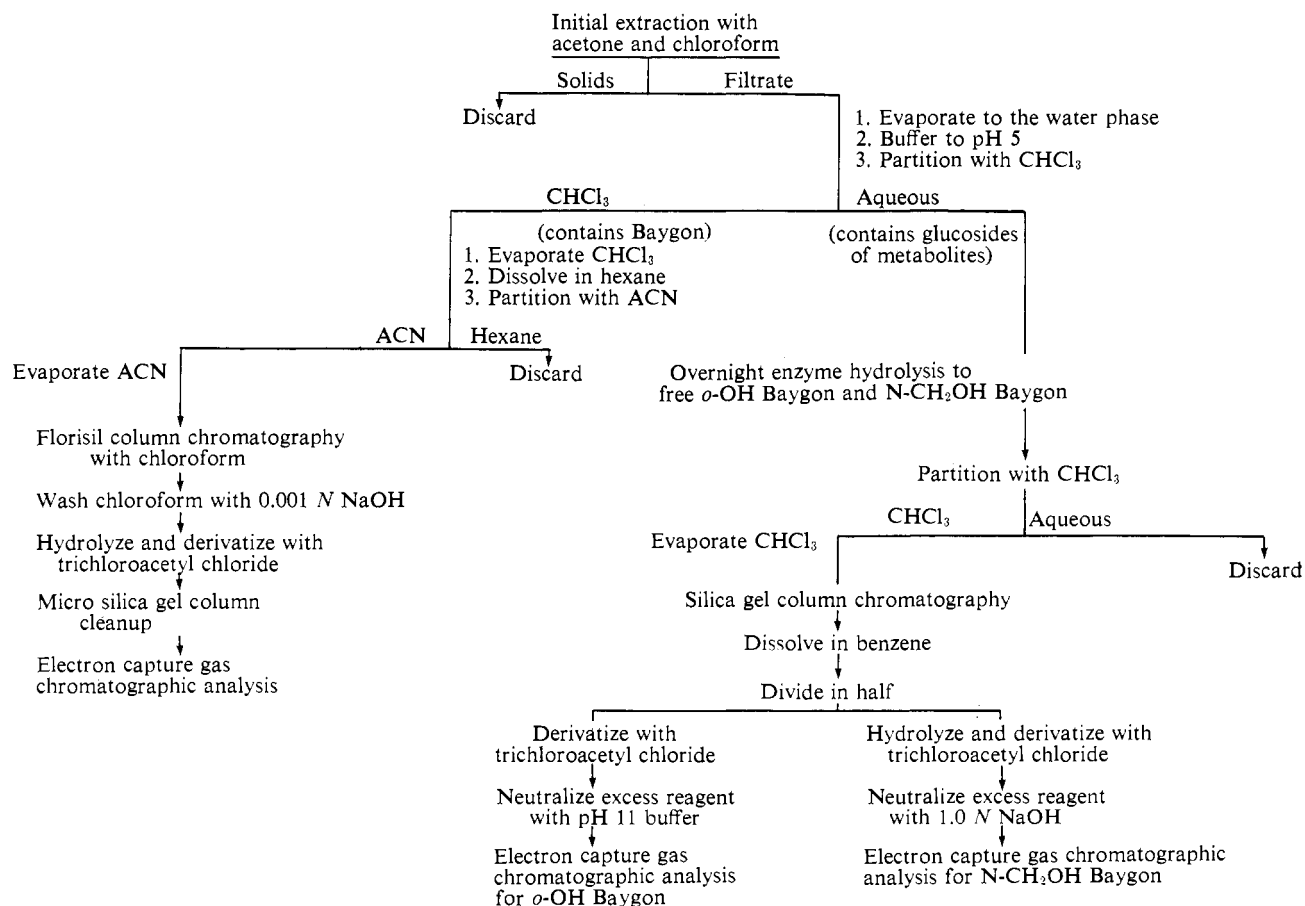 Initial extraction with
acetone and chloroform
Solids
Filtrate
Discard
1. Evaporate to the water phase
2. Buffer to pH 5
3. Partition with CHCl₃
CHCl₃
Aqueous
(contains Baygon)
(contains glucosides
of metabolites)
1. Evaporate CHCl₃
2. Dissolve in hexane
3. Partition with ACN
ACN
Hexane
Evaporate ACN
Discard
Overnight enzyme hydrolysis to
free o-OH Baygon and N-CH₂OH Baygon
Florisil column chromatography
with chloroform
Wash chloroform with 0.001 N NaOH
Hydrolyze and derivatize with
trichloroacetyl chloride
Micro silica gel column
cleanup
Electron capture gas
chromatographic analysis
Partition with CHCl₃
CHCl₃
Aqueous
Evaporate CHCl₃
Discard
Silica gel column chromatography
Dissolve in benzene
Divide in half
Derivatize with
trichloroacetyl chloride
Neutralize excess reagent
with pH 11 buffer
Electron capture gas
chromatographic analysis
for o-OH Baygon
Hydrolyze and derivatize with
trichloroacetyl chloride
Neutralize excess reagent
with 1.0 N NaOH
Electron capture gas chromatographic
analysis for N-CH₂OH Baygon